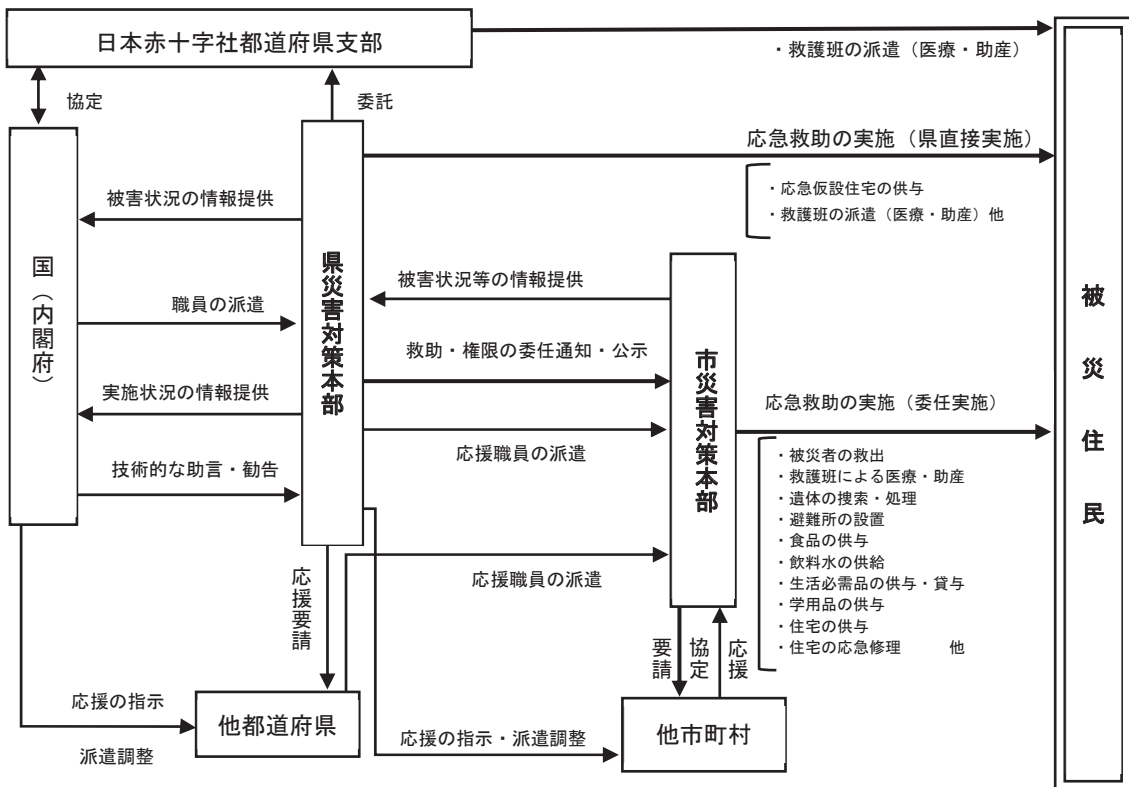 日本赤十字社都道府県支部
・救護班の派遣（医療・助産）
協定
委託
応急救助の実施（県直接実施）
・応急仮設住宅の供与
・救護班の派遣（医療・助産）他
被害状況の情報提供
国（内閣府）
県災害対策本部
被害状況等の情報提供
職員の派遣
救助・権限の委任通知・公示
市災害対策本部
被災住民
実施状況の情報提供
応急救助の実施（委任実施）
応援職員の派遣
技術的な助言・勧告
・被災者の救出
・救護班による医療・助産
・遺体の捜索・処理
・避難所の設置
・食品の供与
・飲料水の供給
・生活必需品の供与・貸与
・学用品の供与
・住宅の供与
・住宅の応急修理　　他
応援要請
応援職員の派遣
要請
協定
応援
応援の指示
派遣調整
他都道府県
応援の指示・派遣調整
他市町村